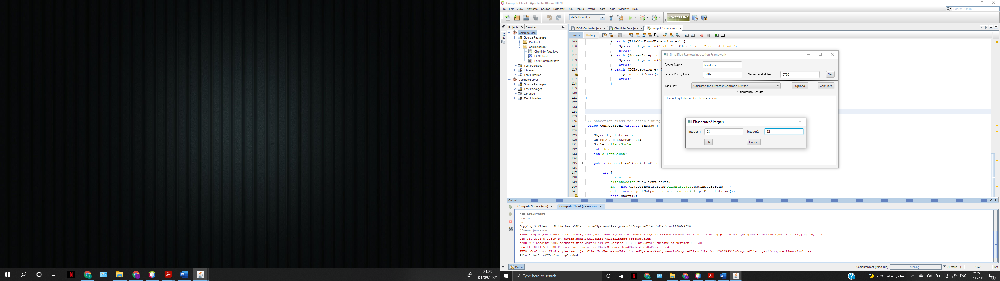 21:29
01/09/2021
ComputeClient - Apache NetBeans IDE 9.0
File Edit View Navigate Source Refactor Run Debug Profile Team Tools Window Help
Search (Ctrl+I)
<default config>
268.5/364.5MB
Projects
Services
Files
ComputeClient
Source Packages
Contract
computeclient
ClientInterface.java
FXML.fxml
FXMLController.java
Test Packages
Libraries
Test Libraries
ComputeServer
Source Packages
Test Packages
Libraries
Test Libraries
FXMLController.java
ClientInterface.java
ComputeServer.java
Source
History
109 } catch (FileNotFoundException ex) {
110 System.out.println("File " + ClassName + " cannot find.");
111 break;
112 } catch (SocketException
113 System.out.println("
114 break;
115 } catch (IOException e) {
e.printStackTrace();
117 break;
118 }
119 }
120 }
121 }
122
123
124
125
126 //Connection class for establishing
127 class Connection1 extends Thread {
128
129 ObjectInputStream in;
130 ObjectOutputStream out;
131 Socket clientSocket;
132 int thrdn;
133 int clientCount;
134
135 public Connection1(Socket aClient
136
137 try {
138 thrdn = tn;
139 clientSocket = aClientSocket;
140 in = new ObjectInputStream(clientSocket.getInputStream());
141 out = new ObjectOutputStream(clientSocket.getOutputStream());
this.start();
Simplified Remote Invocation Framework
Server Name localhost
Server Port (Object) 6789 Server Port (File) 6790 Set
Task List Calculate the Greatest Common Divisor Upload Calculate
Calculation Results
Uploading CalculateGCD.class is done.
Please enter 2 integers
Integer1: 68 Integer2: 22
Ok Cancel
Output
ComputeServer (run)
ComputeClient (jfxsa-run)
jfx-deployment:
deploy:
jar:
Copying 3 files to D:\Netbeans\DistributedSystems\Assignment1\ComputeClient\dist\run1288644518
jfx-project-run:
Executing D:\Netbeans\DistributedSystems\Assignment1\ComputeClient\dist\run1288644518\ComputeClient.jar using platform C:\Program Files\Java\jdk1.8.0_281\jre/bin/java
Sep 01, 2021 9:28:19 PM javafx.fxml.FXMLLoader$ValueElement processValue
WARNING: Loading FXML document with JavaFX API of version 11.0.1 by JavaFX runtime of version 8.0.281
Sep 01, 2021 9:28:20 PM com.sun.javafx.css.StyleManager loadStylesheetUnPrivileged
INFO: Could not find stylesheet: jar:file:/D:/Netbeans/DistributedSystems/Assignment1/ComputeClient/dist/run1288644518/ComputeClient.jar!/computeclient/fxml.css
File CalculateGCD.class uploaded.
Output
ComputeClient (jfxsa-run) running... (1 more...) 124:5 INS
Type here to search
20°C Mostly clear
ENG
21:29
01/09/2021